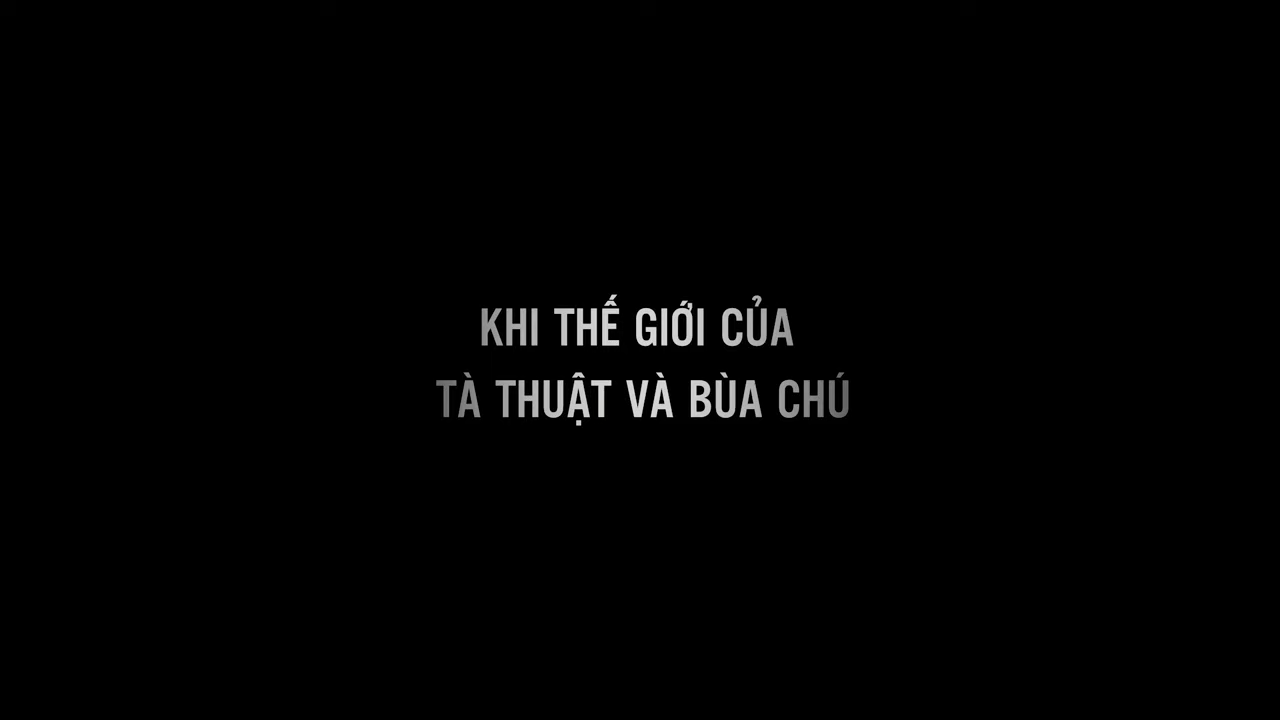 KHI THẾ GIỚI CỦA
TÀ THUẬT VÀ BÙA CHÚ